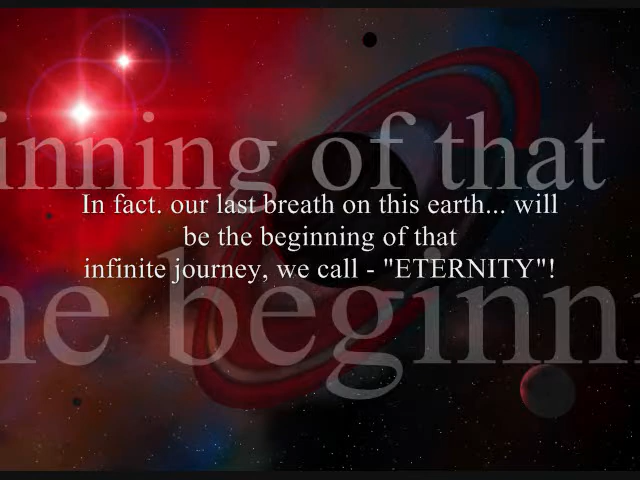 inning of that
In fact. our last breath on this earth... will
be the beginning of that
infinite journey, we call - "ETERNITY"!
he beginni